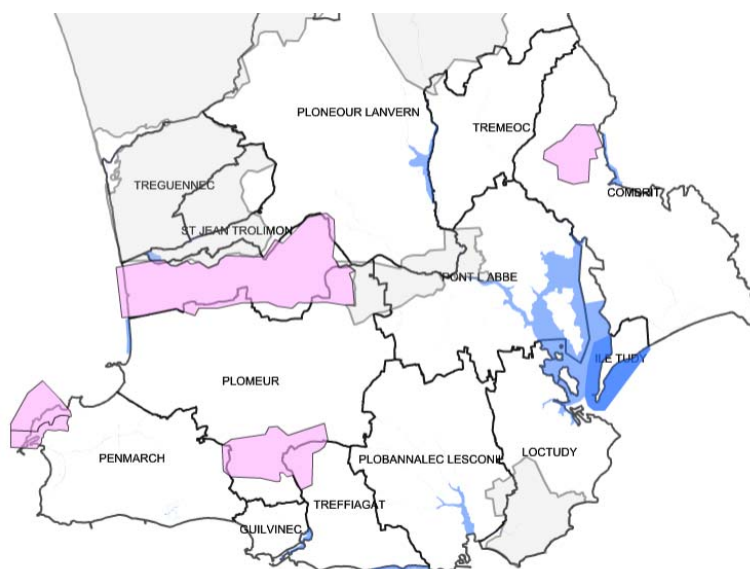 PLONEOUR LANVERN
TREMEOC
TREGUENNEC
COMBRIT
ST JEAN TROLIMON
PONT L'ABBE
ILE TUDY
PLOMEUR
PENMARCH
PLOBANNALEC LESCONIL
LOCTUDY
TREFFIAGAT
GUILVINEC